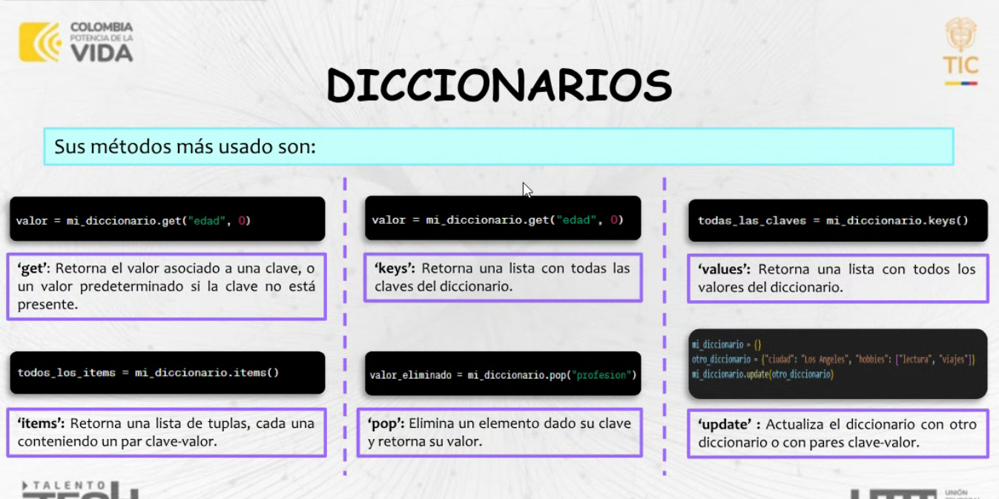 COLOMBIA
POTENCIA DE LA
VIDA
TIC
DICCIONARIOS
Sus métodos más usado son:
valor = mi_diccionario.get("edad", 0)
‘get’: Retorna el valor asociado a una clave, o
un valor predeterminado si la clave no está
presente.
valor = mi_diccionario.get("edad", 0)
‘keys’: Retorna una lista con todas las
claves del diccionario.
todas_las_claves = mi_diccionario.keys()
‘values’: Retorna una lista con todos los
valores del diccionario.
todos_los_items = mi_diccionario.items()
‘items’: Retorna una lista de tuplas, cada una
conteniendo un par clave-valor.
valor_eliminado = mi_diccionario.pop("profesion")
‘pop’: Elimina un elemento dado su clave
y retorna su valor.
mi_diccionario = {}
otro_diccionario = {"ciudad": "Los Angeles", "hobbies": ["lectura", "viajes"]}
mi_diccionario.update(otro_diccionario)
‘update’ : Actualiza el diccionario con otro
diccionario o con pares clave-valor.
TALENTO
UNIÓN